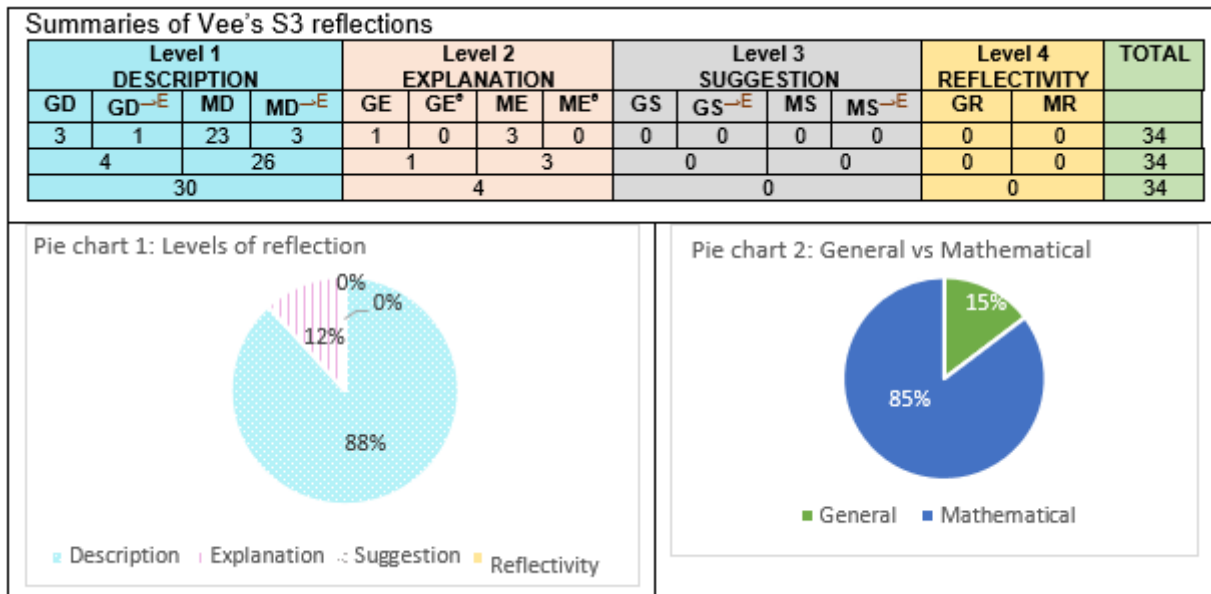 Summaries of Vee's S3 reflections
Level 1 Level 2 Level 3 Level 4 TOTAL
DESCRIPTION EXPLANATION SUGGESTION REFLECTIVITY
GD GD→E MD MD→E GE GEᵉ ME MEᵉ GS GS→E MS MS→E GR MR
3 1 23 3 1 0 3 0 0 0 0 0 0 0 34
4 26 1 3 0 0 0 0 34
30 4 0 0 34
Pie chart 1: Levels of reflection
0%
0%
12%
88%
Description Explanation Suggestion Reflectivity
Pie chart 2: General vs Mathematical
15%
85%
General Mathematical